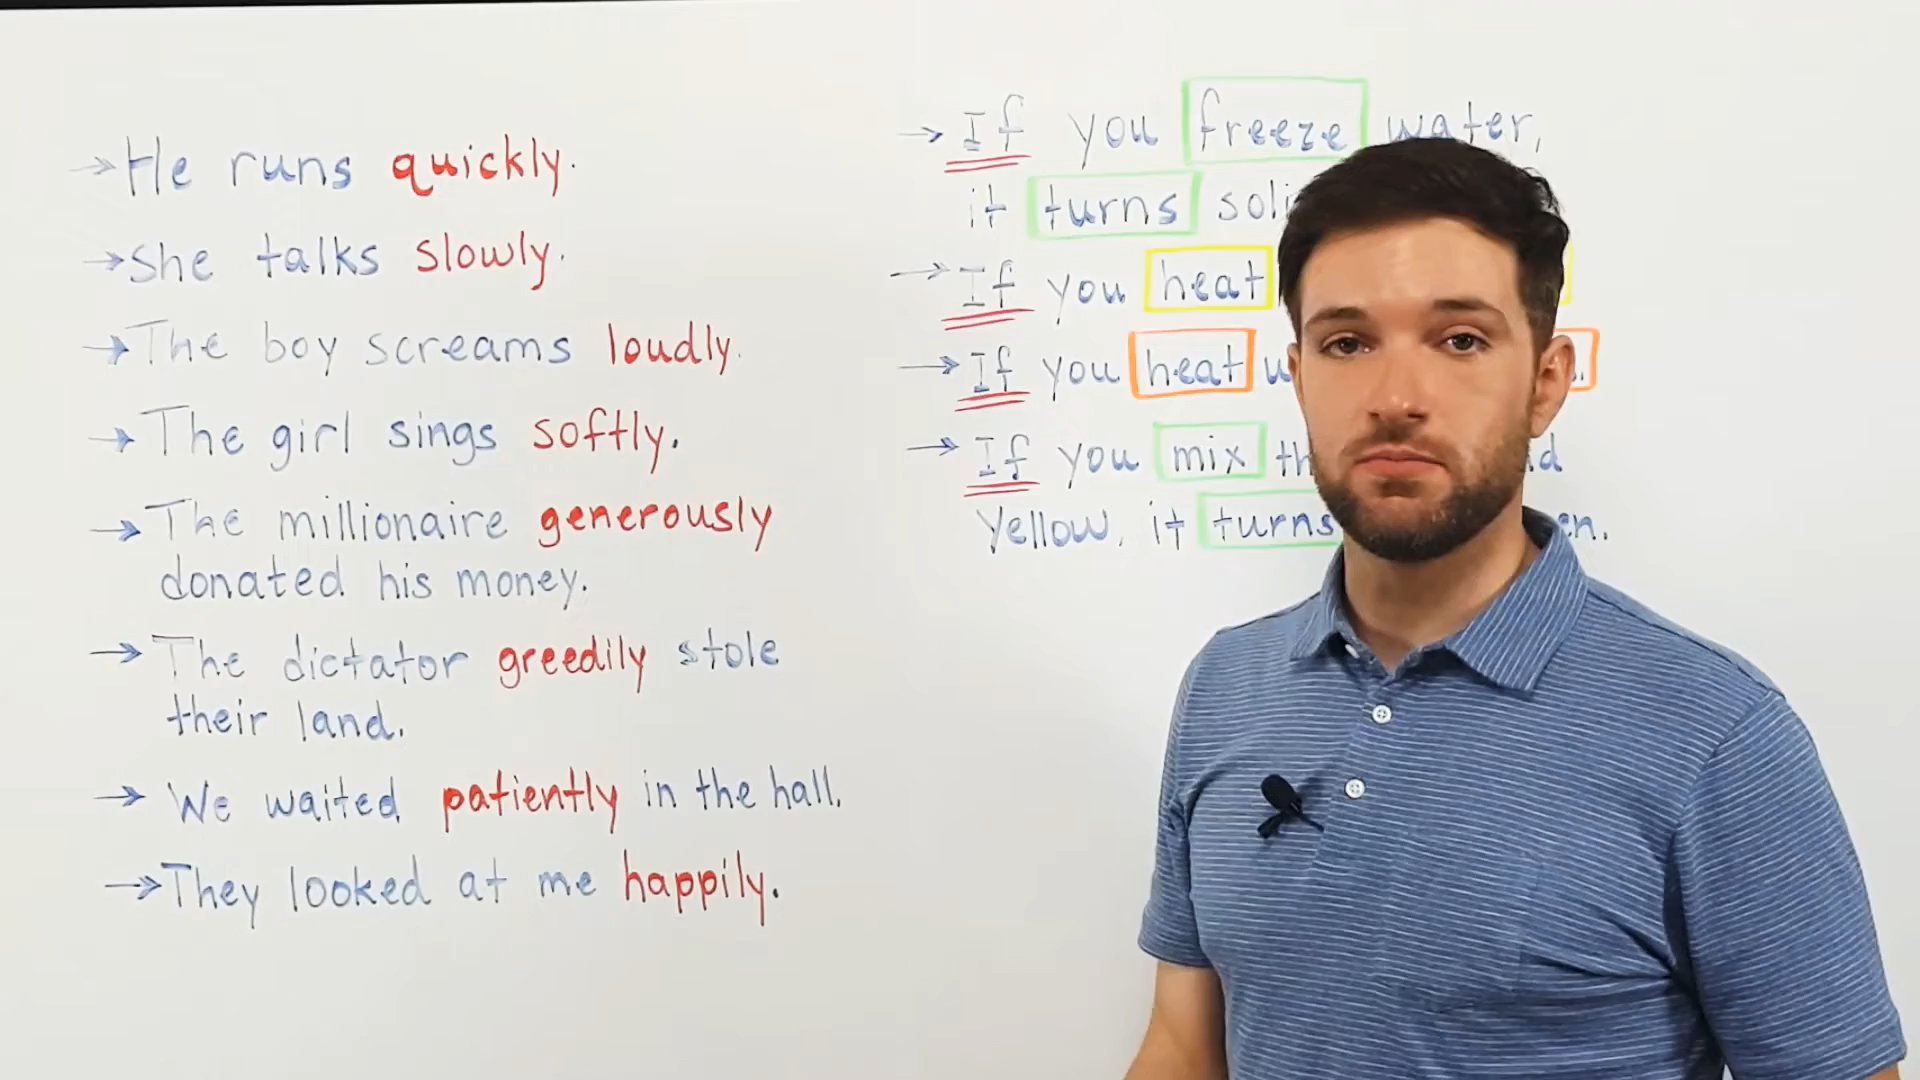 He runs quickly.
She talks slowly.
The boy screams loudly.
The girl sings softly.
The millionaire generously
donated his money.
The dictator greedily stole
their land.
We waited patiently in the hall.
They looked at me happily.
If you freeze water,
it turns
If you heat
If you heat
If you mix
Yellow, it turns